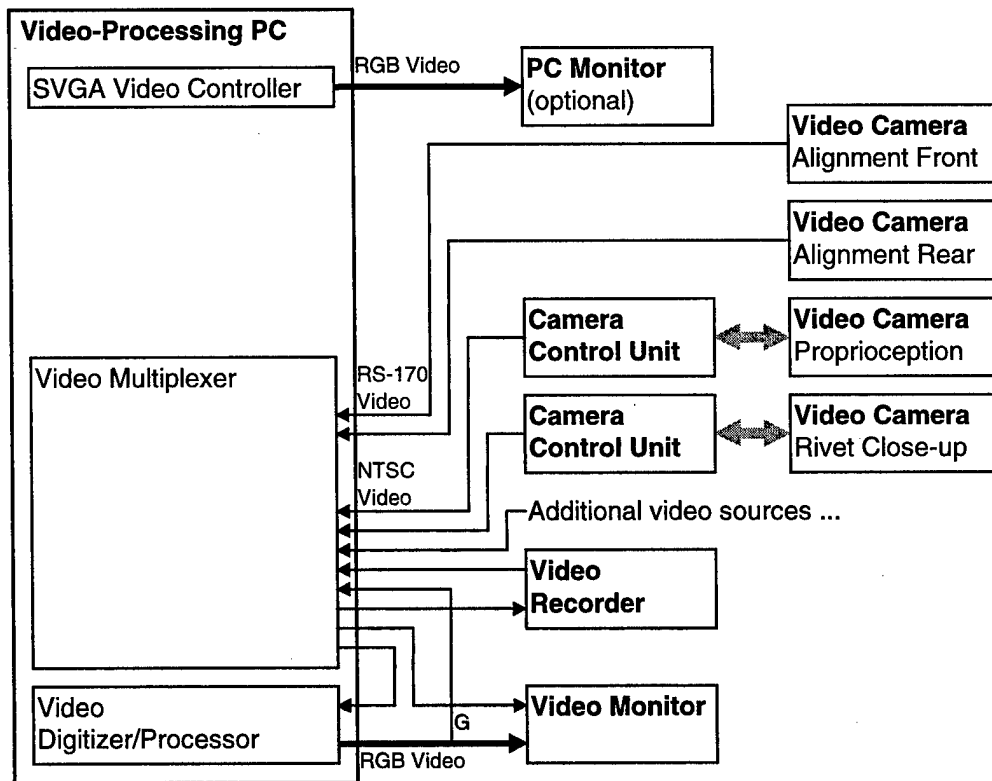 Video-Processing PC
SVGA Video Controller
RGB Video
PC Monitor
(optional)
Video Camera
Alignment Front
Video Camera
Alignment Rear
Camera
Control Unit
Video Camera
Proprioception
Video Multiplexer
RS-170
Video
Camera
Control Unit
Video Camera
Rivet Close-up
NTSC
Video
Additional video sources ...
Video
Recorder
Video
Digitizer/Processor
G
RGB Video
Video Monitor